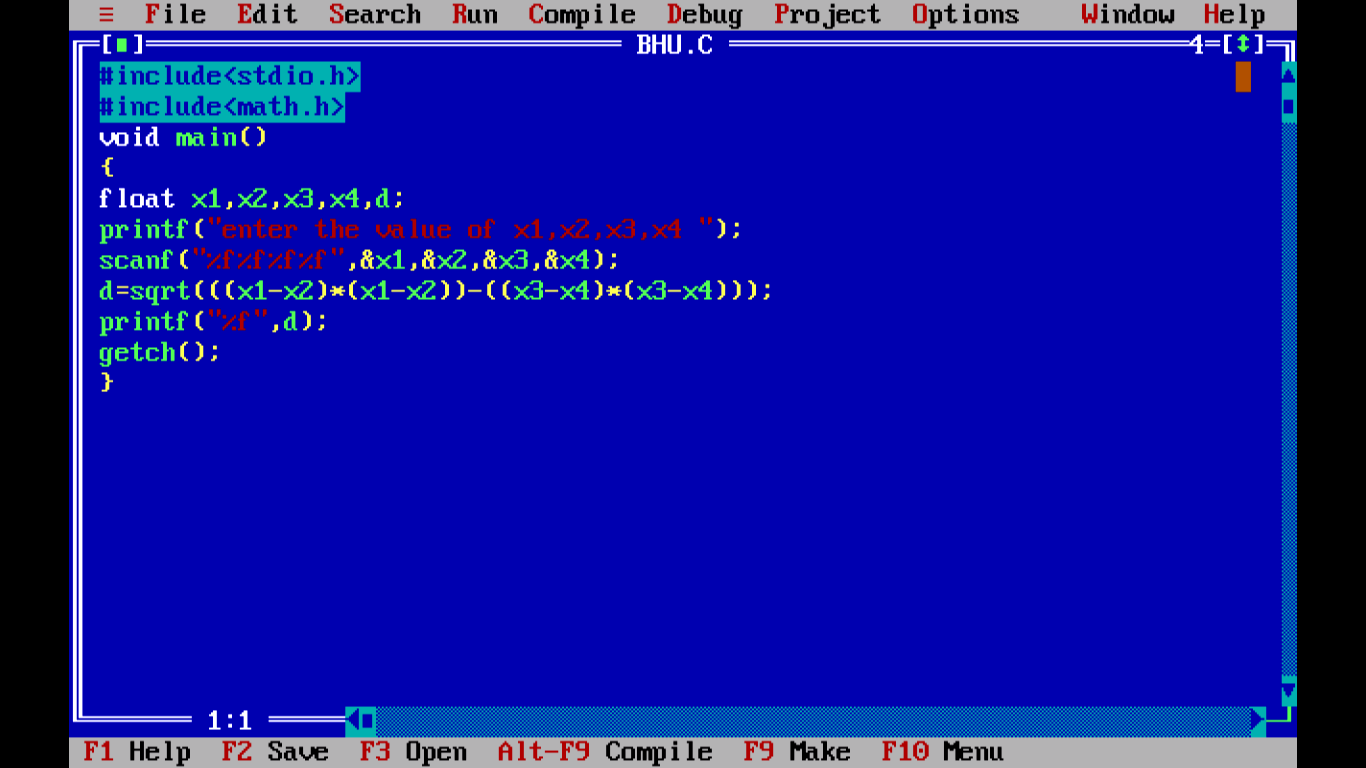 ≡ File Edit Search Run Compile Debug Project Options Window Help
[■] BHU.C 4=[↕]
#include<stdio.h>
#include<math.h>
void main()
{
float x1,x2,x3,x4,d;
printf("enter the value of x1,x2,x3,x4 ");
scanf("%f%f%f%f",&x1,&x2,&x3,&x4);
d=sqrt(((x1-x2)*(x1-x2))-((x3-x4)*(x3-x4)));
printf("%f",d);
getch();
}
1:1
F1 Help F2 Save F3 Open Alt-F9 Compile F9 Make F10 Menu